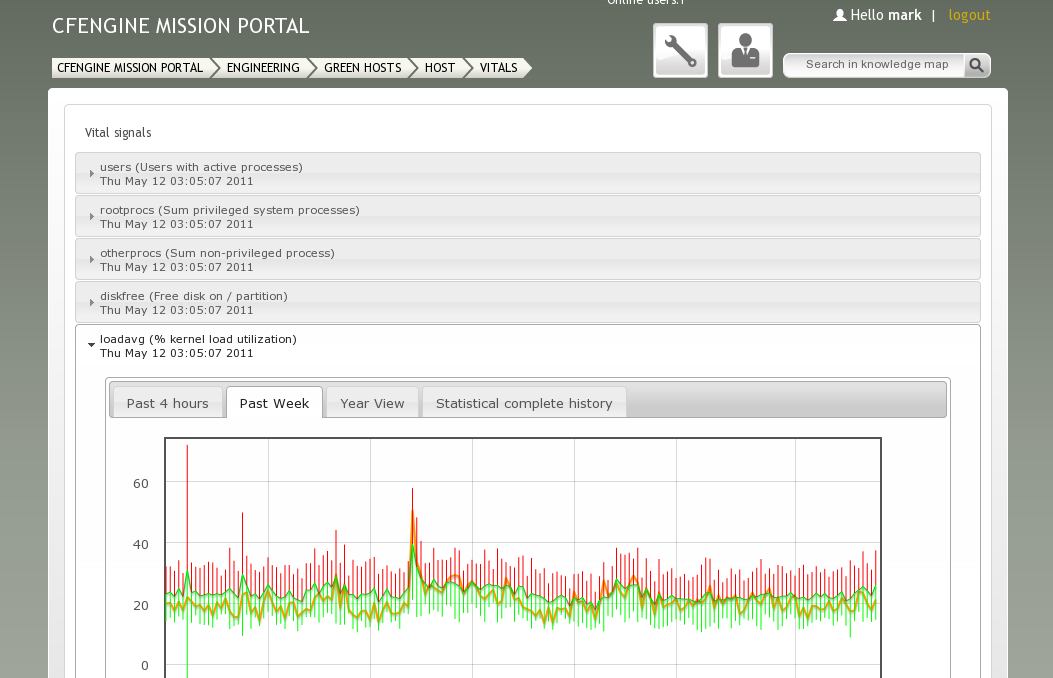 Online users:1
CFENGINE MISSION PORTAL
Hello mark | logout
CFENGINE MISSION PORTAL ENGINEERING GREEN HOSTS HOST VITALS
Search in knowledge map
Vital signals
users (Users with active processes)
Thu May 12 03:05:07 2011
rootprocs (Sum privileged system processes)
Thu May 12 03:05:07 2011
otherprocs (Sum non-privileged process)
Thu May 12 03:05:07 2011
diskfree (Free disk on / partition)
Thu May 12 03:05:07 2011
loadavg (% kernel load utilization)
Thu May 12 03:05:07 2011
Past 4 hours Past Week Year View Statistical complete history
60
40
20
0